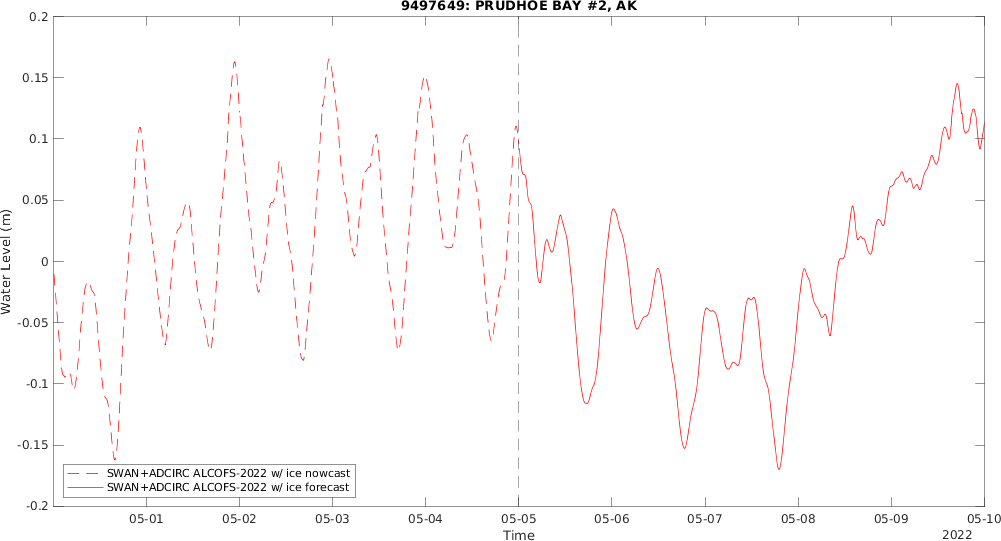 9497649: PRUDHOE BAY #2, AK
0.2
0.15
0.1
0.05
0
-0.05
-0.1
-0.15
-0.2
Water Level (m)
SWAN+ADCIRC ALCOFS-2022 w/ ice nowcast
SWAN+ADCIRC ALCOFS-2022 w/ ice forecast
05-01 05-02 05-03 05-04 05-05 05-06 05-07 05-08 05-09 05-10
Time
2022